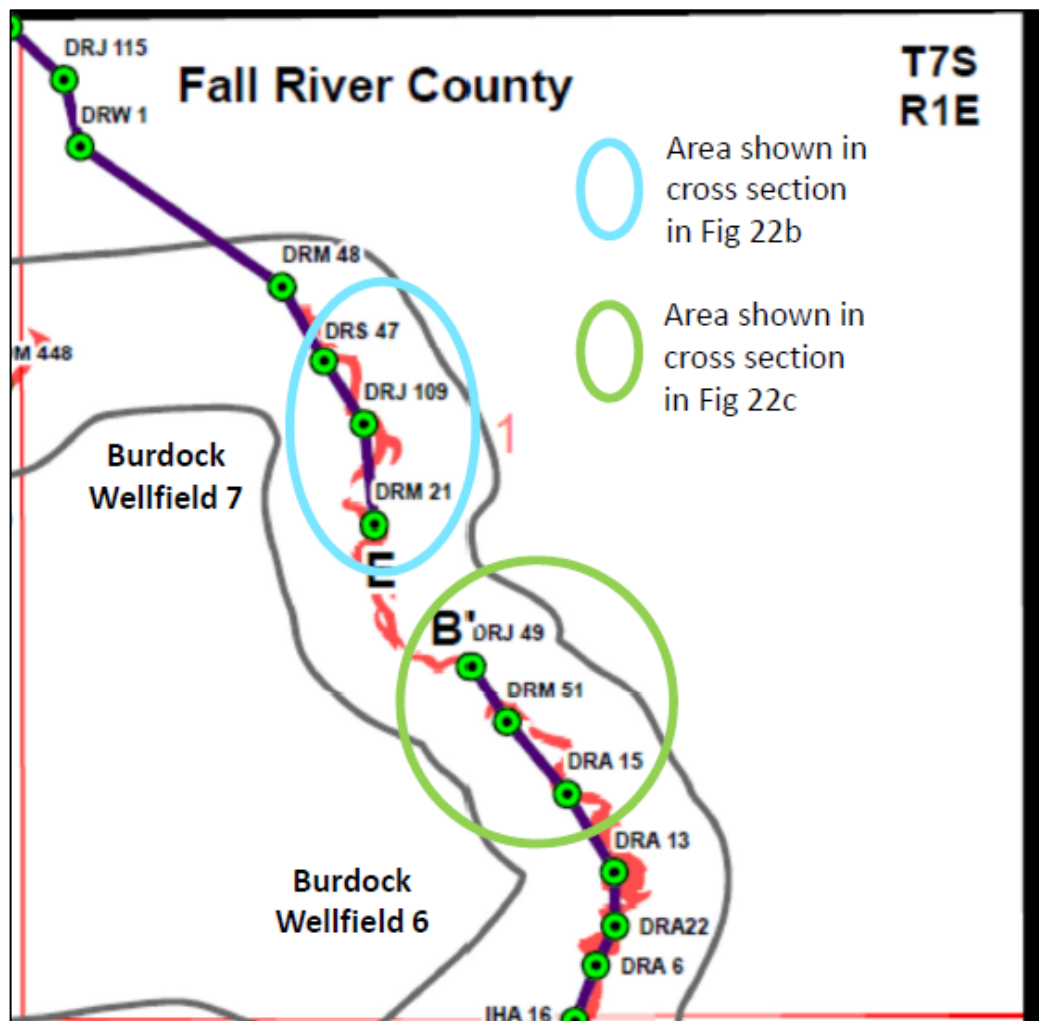 DRJ 115
Fall River County
T7S
R1E
DRW 1
Area shown in
cross section
in Fig 22b
DRM 48
Area shown in
cross section
in Fig 22c
DRS 47
M 448
DRJ 109
1
Burdock
Wellfield 7
DRM 21
E
B'
DRJ 49
DRM 51
DRA 15
DRA 13
Burdock
Wellfield 6
DRA22
DRA 6
IHA 16